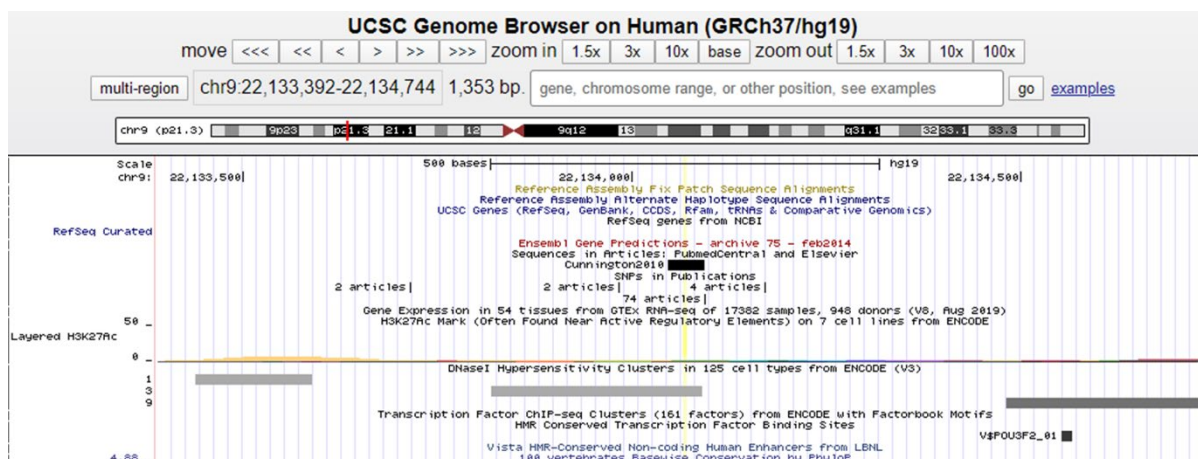 UCSC Genome Browser on Human (GRCh37/hg19)
move <<< << < > >> >>> zoom in 1.5x 3x 10x base zoom out 1.5x 3x 10x 100x
multi-region chr9:22,133,392-22,134,744 1,353 bp. gene, chromosome range, or other position, see examples go examples
chr9 (p21.3) 9p23 p21.3 21.1 12 9q12 13 q31.1 32 33.1 33.3
Scale 500 bases hg19
chr9: 22,133,500 22,134,000 22,134,500
Reference Assembly Fix Patch Sequence Alignments
Reference Assembly Alternate Haplotype Sequence Alignments
UCSC Genes (RefSeq, GenBank, CCDS, Rfam, tRNAs & Comparative Genomics)
RefSeq genes from NCBI
RefSeq Curated
Ensembl Gene Predictions - archive 75 - feb2014
Sequences in Articles: PubmedCentral and Elsevier
Cunnington2010
SNPs in Publications
2 articles 2 articles 4 articles
74 articles
Gene Expression in 54 tissues from GTEx RNA-seq of 17382 samples, 948 donors (V8, Aug 2019)
50 _ H3K27Ac Mark (Often Found Near Active Regulatory Elements) on 7 cell lines from ENCODE
Layered H3K27Ac
0 _
DNaseI Hypersensitivity Clusters in 125 cell types from ENCODE (V3)
1
3
9
Transcription Factor ChIP-seq Clusters (161 factors) from ENCODE with Factorbook Motifs
HMR Conserved Transcription Factor Binding Sites
V$POU3F2_01
Vista HMR-Conserved Non-coding Human Enhancers from LBNL
4.88 100 vertebrates Basewise Conservation by PhyloP